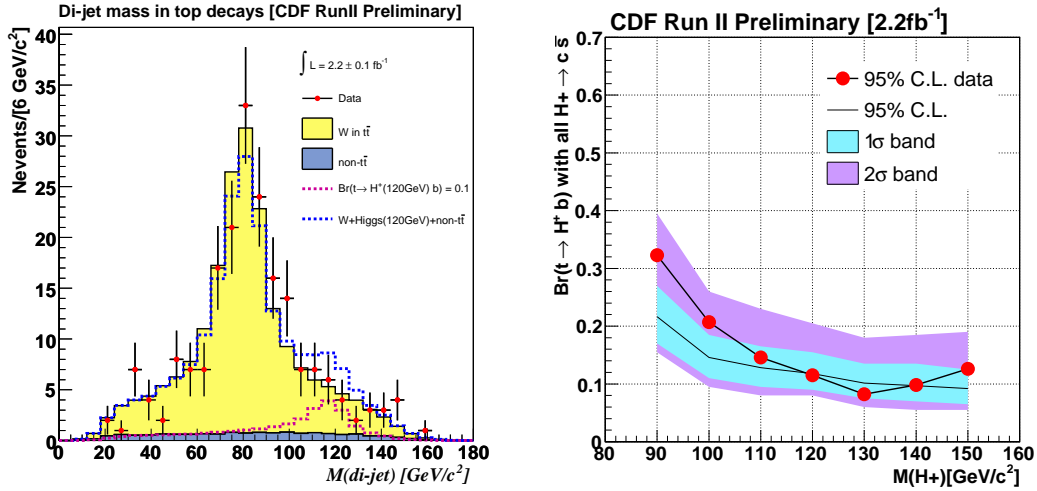 Di-jet mass in top decays [CDF RunII Preliminary]
Nevents/[6 GeV/c²]
40
35
30
25
20
15
10
5
0
∫ L = 2.2 ± 0.1 fb⁻¹
Data
W in tt̅
non-tt̅
Br(t→ H⁺(120GeV) b) = 0.1
W+Higgs(120GeV)+non-tt̅
0 20 40 60 80 100 120 140 160 180
M(di-jet) [GeV/c²]
CDF Run II Preliminary [2.2fb⁻¹]
Br(t → H⁺ b) with all H+ → c s̅
0.7
0.6
0.5
0.4
0.3
0.2
0.1
0
95% C.L. data
95% C.L.
1σ band
2σ band
80 90 100 110 120 130 140 150 160
M(H+)[GeV/c²]